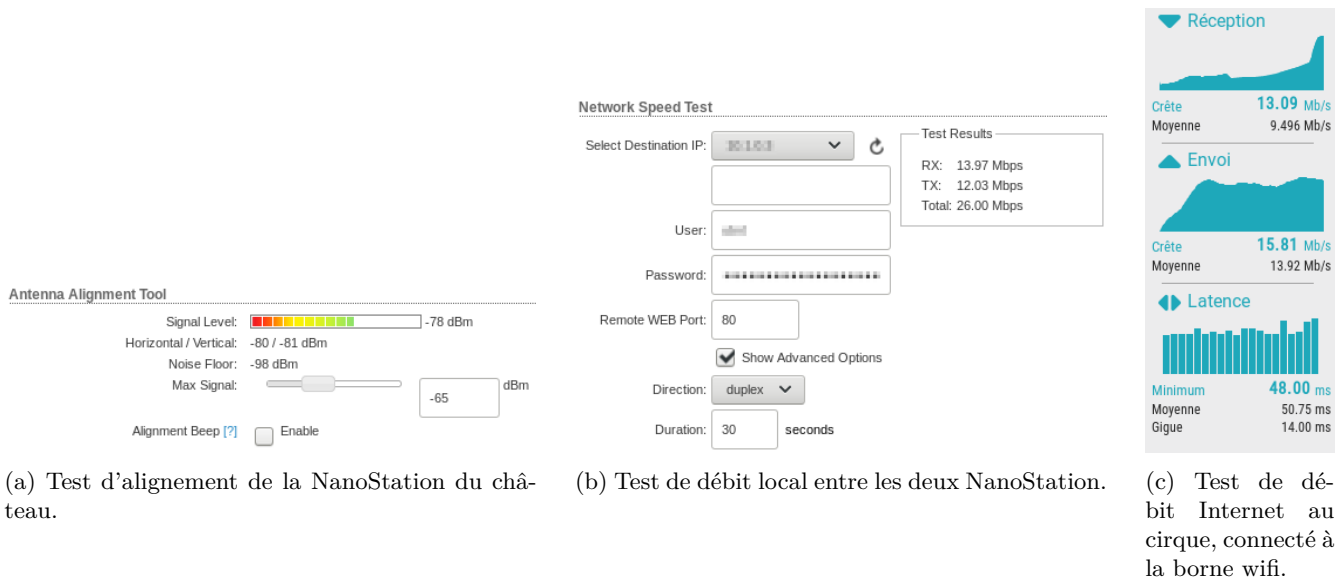 Antenna Alignment Tool
Signal Level: -78 dBm
Horizontal / Vertical: -80 / -81 dBm
Noise Floor: -98 dBm
Max Signal: -65 dBm
Alignment Beep [?] Enable
(a) Test d'alignement de la NanoStation du châ-
teau.
Network Speed Test
Select Destination IP:
Test Results
RX: 13.97 Mbps
TX: 12.03 Mbps
Total: 26.00 Mbps
User:
Password:
Remote WEB Port: 80
Show Advanced Options
Direction: duplex
Duration: 30 seconds
(b) Test de débit local entre les deux NanoStation.
Réception
Crête 13.09 Mb/s
Moyenne 9.496 Mb/s
Envoi
Crête 15.81 Mb/s
Moyenne 13.92 Mb/s
Latence
Minimum 48.00 ms
Moyenne 50.75 ms
Gigue 14.00 ms
(c) Test de dé-
bit Internet au
cirque, connecté à
la borne wifi.